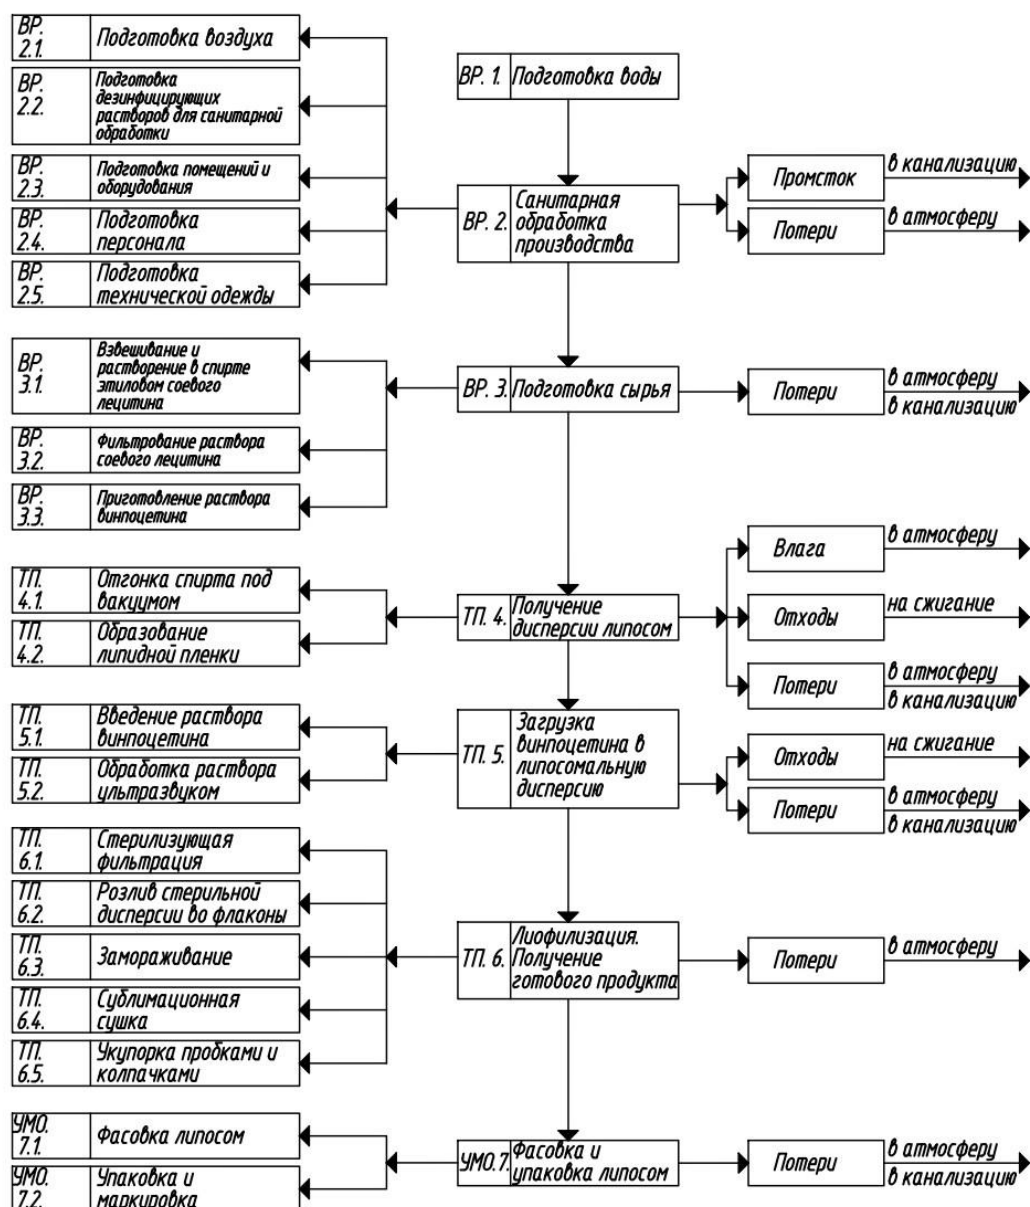 ВР.
2.1.
Подготовка воздуха
ВР.
2.2.
Подготовка
дезинфицирующих
растворов для санитарной
обработки
ВР.
2.3.
Подготовка помещений и
оборудования
ВР.
2.4.
Подготовка
персонала
ВР.
2.5.
Подготовка
технической одежды
ВР. 1. Подготовка воды
ВР. 2.
Санитарная
обработка
производства
Промсток
в канализацию
Потери
в атмосферу
ВР.
3.1.
Взвешивание и
растворение в спирте
этиловом соевого
лецитина
ВР.
3.2.
Фильтрование раствора
соевого лецитина
ВР.
3.3.
Приготовление раствора
винпоцетина
ВР. 3. Подготовка сырья
Потери
в атмосферу
в канализацию
ТП.
4.1.
Отгонка спирта под
вакуумом
ТП.
4.2.
Образование
липидной пленки
ТП. 4.
Получение
дисперсии липосом
Влага
в атмосферу
Отходы
на сжигание
Потери
в атмосферу
в канализацию
ТП.
5.1.
Введение раствора
винпоцетина
ТП.
5.2.
Обработка раствора
ультразвуком
ТП. 5.
Загрузка
винпоцетина в
липосомальную
дисперсию
Отходы
на сжигание
Потери
в атмосферу
в канализацию
ТП.
6.1.
Стерилизующая
фильтрация
ТП.
6.2.
Розлив стерильной
дисперсии во флаконы
ТП.
6.3.
Замораживание
ТП.
6.4.
Сублимационная
сушка
ТП.
6.5.
Укупорка пробками и
колпачками
ТП. 6.
Лиофилизация.
Получение
готового продукта
Потери
в атмосферу
УМО.
7.1.
Фасовка липосом
УМО.
7.2.
Упаковка и
маркировка
УМО.7.
Фасовка и
упаковка липосом
Потери
в атмосферу
в канализацию